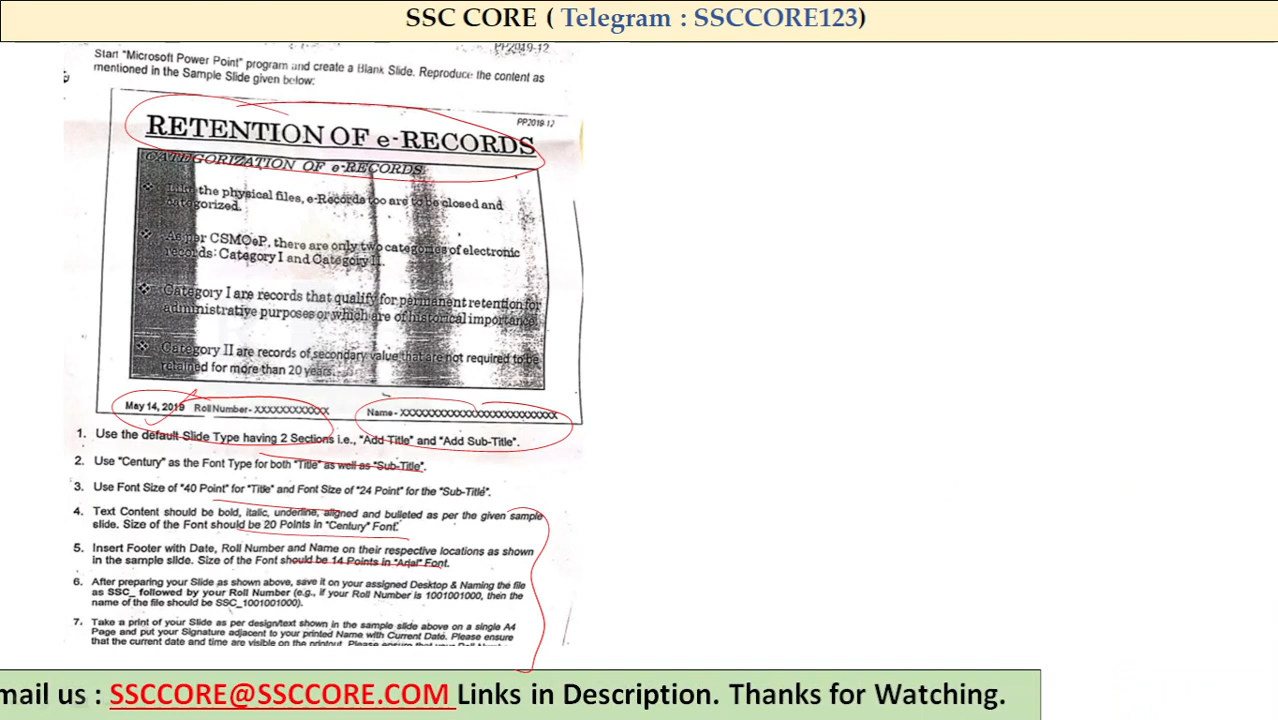 SSC CORE ( Telegram : SSCCORE123)
PP2019-12
Start "Microsoft Power Point" program and create a Blank Slide. Reproduce the content as
mentioned in the Sample Slide given below:
PP2019-12
RETENTION OF e-RECORDS
CATEGORIZATION OF e-RECORDS
❖ Like the physical files, e-Records too are to be closed and
categorized.
❖ As per CSMOeP, there are only two categories of electronic
records: Category I and Category II.
❖ Category I are records that qualify for permanent retention for
administrative purposes or which are of historical importance.
❖ Category II are records of secondary value that are not required to be
retained for more than 20 years.
May 14, 2019 Roll Number- XXXXXXXXXXXX Name- XXXXXXXXXXXXXXXXXXXXXXXXXX
1. Use the default Slide Type having 2 Sections i.e., "Add Title" and "Add Sub-Title".
2. Use "Century" as the Font Type for both "Title" as well as "Sub-Title".
3. Use Font Size of "40 Point" for "Title" and Font Size of "24 Point" for the "Sub-Title".
4. Text Content should be bold, italic, underline, aligned and bulleted as per the given sample
slide. Size of the Font should be 20 Points in "Century" Font.
5. Insert Footer with Date, Roll Number and Name on their respective locations as shown
in the sample slide. Size of the Font should be 14 Points in "Arial" Font.
6. After preparing your Slide as shown above, save it on your assigned Desktop & Naming the file
as SSC_ followed by your Roll Number (e.g., if your Roll Number is 1001001000, then the
name of the file should be SSC_1001001000).
7. Take a print of your Slide as per design/text shown in the sample slide above on a single A4
Page and put your Signature adjacent to your printed Name with Current Date. Please ensure
that the current date and time are visible on the printout. Please ensure that your Roll
mail us : SSCCORE@SSCCORE.COM Links in Description. Thanks for Watching.